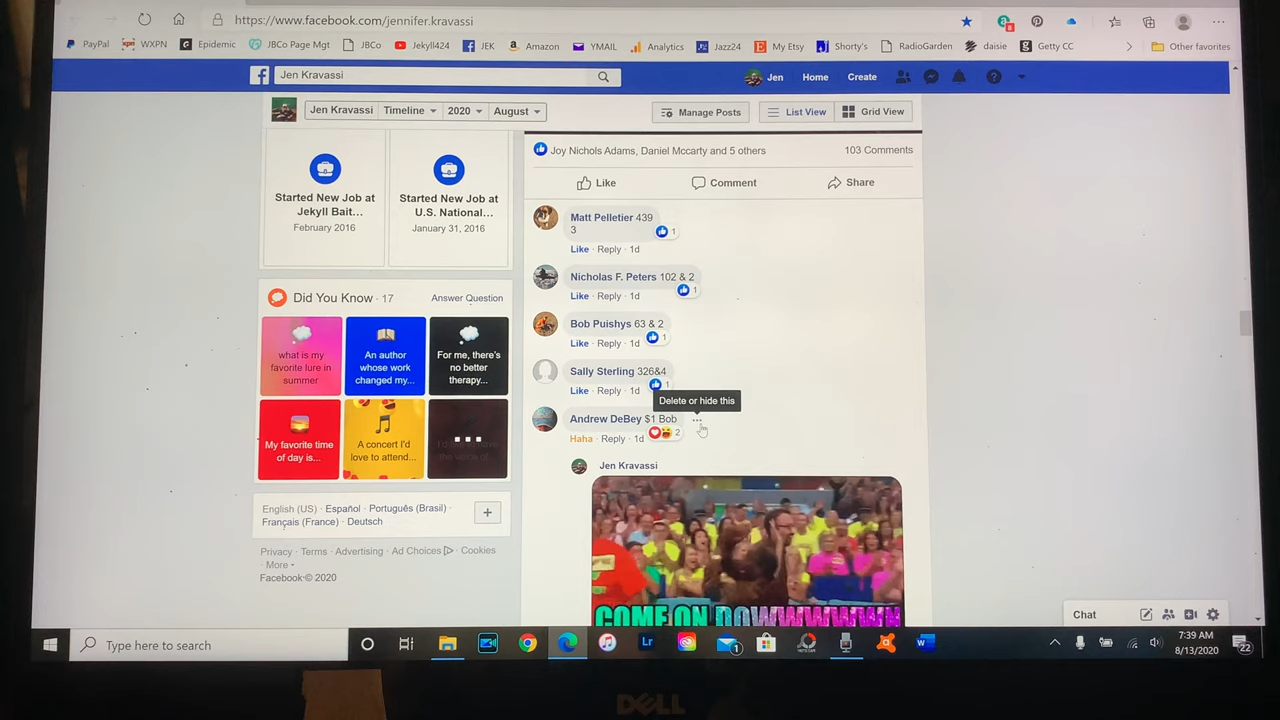 https://www.facebook.com/jennifer.kravassi
PayPal WXPN Epidemic JBCo Page Mgt JBCo Jekyll424 JEK Amazon YMAIL Analytics Jazz24 My Etsy Shorty's RadioGarden daisie Getty CC Other favorites
Jen Kravassi Jen Home Create
Jen Kravassi Timeline 2020 August Manage Posts List View Grid View
Started New Job at
Jekyll Bait...
February 2016
Started New Job at
U.S. National...
January 31, 2016
Did You Know · 17 Answer Question
what is my
favorite lure in
summer
An author
whose work
changed my...
For me, there's
no better
therapy...
My favorite time
of day is...
A concert I'd
love to attend...
English (US) · Español · Português (Brasil) ·
Français (France) · Deutsch
Privacy · Terms · Advertising · Ad Choices · Cookies
· More
Facebook © 2020
Joy Nichols Adams, Daniel Mccarty and 5 others 103 Comments
Like Comment Share
Matt Pelletier 439
3
1
Like · Reply · 1d
Nicholas F. Peters 102 & 2
1
Like · Reply · 1d
Bob Puishys 63 & 2
1
Like · Reply · 1d
Sally Sterling 326&4
1
Like · Reply · 1d
Delete or hide this
Andrew DeBey $1 Bob
2
Haha · Reply · 1d
Jen Kravassi
COME ON DOWWWWWN
Chat
Type here to search
1
7:39 AM
8/13/2020
22
DELL